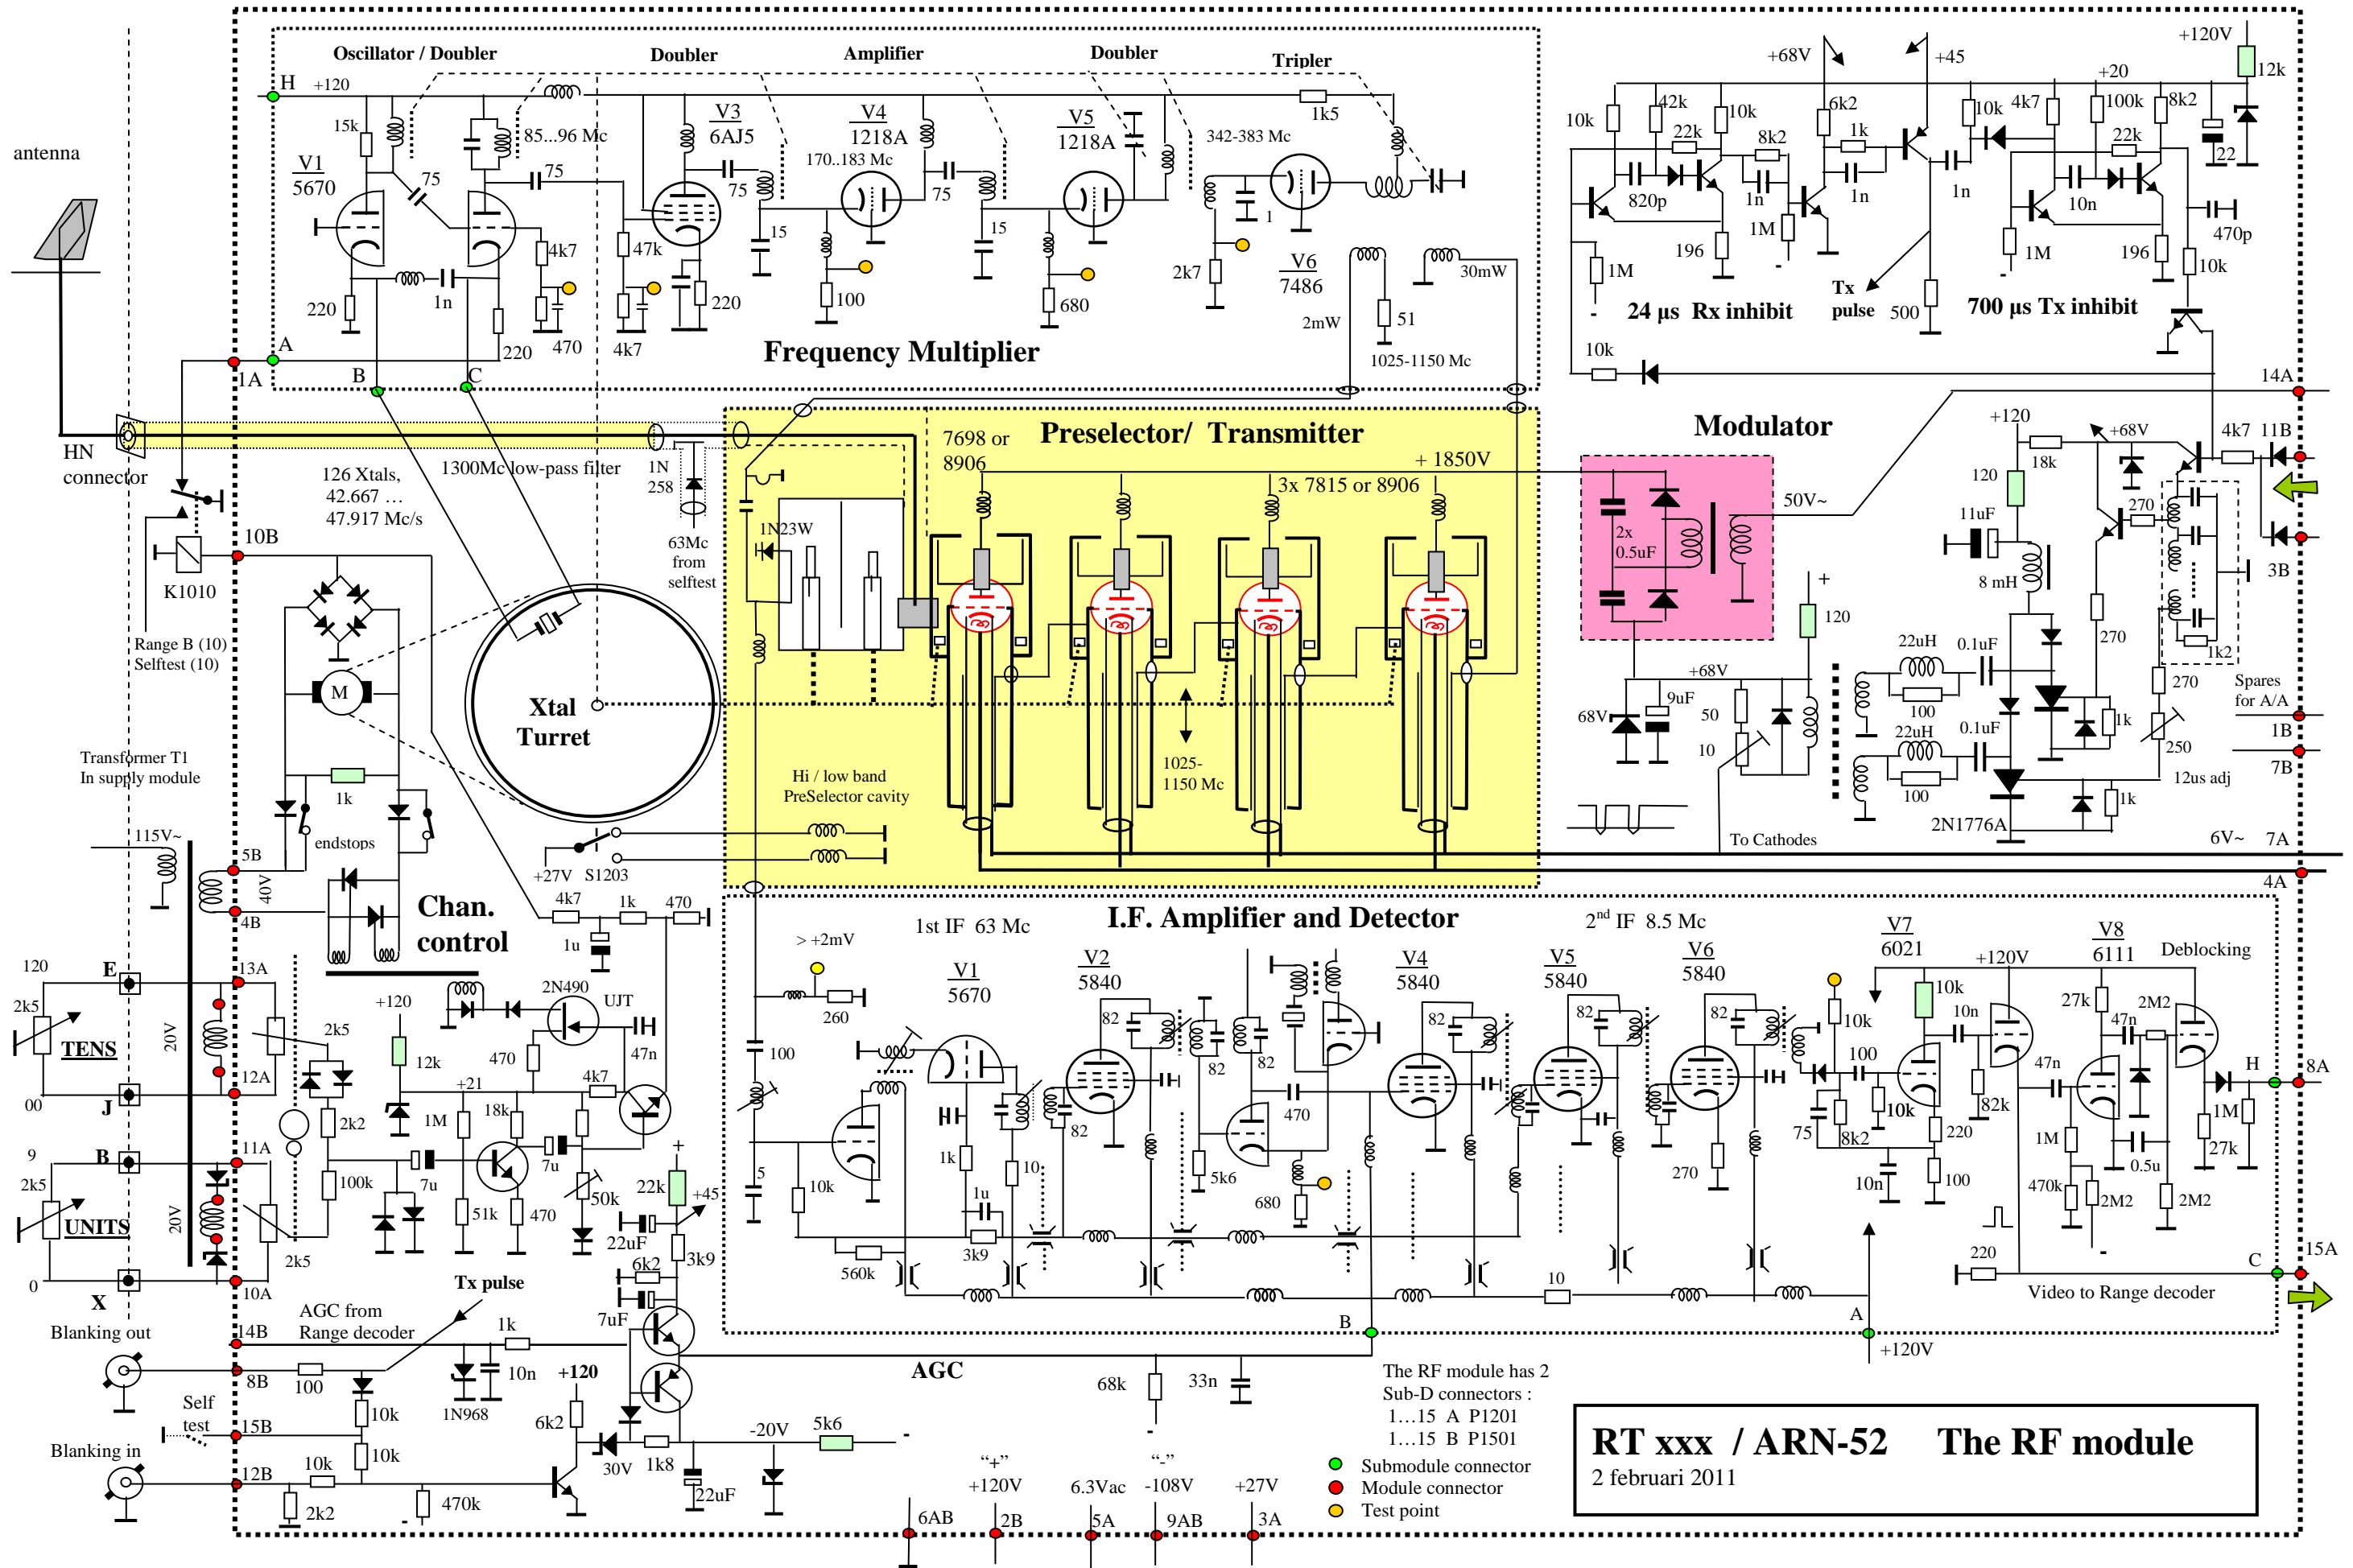 Oscillator / Doubler
Doubler
Amplifier
Doubler
Tripler
H
+120
15k
85...96 Mc
V1
5670
75
75
V3
6AJ5
75
V4
1218A
170..183 Mc
75
V5
1218A
342-383 Mc
1k5
antenna
4k7
47k
15
15
1
220
1n
220
470
4k7
220
100
680
2k7
V6
7486
30mW
2mW
51
1025-1150 Mc
Frequency Multiplier
A
1A
B
C
+68V
+45
+120V
12k
+20
10k
42k
22k
10k
8k2
6k2
1k
10k
4k7
100k
8k2
22k
22
820p
1n
1n
1n
10n
1M
1M
196
1M
196
470p
10k
24 µs Rx inhibit
Tx
pulse
500
700 µs Tx inhibit
10k
14A
HN
connector
1300Mc low-pass filter
126 Xtals,
42.667 …
47.917 Mc/s
1N
258
63Mc
from
selftest
Preselector/ Transmitter
7698 or
8906
+ 1850V
3x 7815 or 8906
1N23W
Modulator
50V~
2x
0.5uF
+120
18k
+68V
4k7
11B
120
11uF
8 mH
270
3B
10B
K1010
Range B (10)
Selftest (10)
M
Xtal
Turret
+
120
270
1k2
22uH
0.1uF
100
22uH
0.1uF
100
270
Spares
for A/A
1B
7B
250
12us adj
1k
1k
2N1776A
+68V
9uF
68V
50
10
To Cathodes
6V~
7A
4A
1025-
1150 Mc
Hi / low band
PreSelector cavity
Transformer T1
In supply module
1k
endstops
115V~
5B
40V
4B
+27V
S1203
Chan.
control
4k7
1k
470
1u
I.F. Amplifier and Detector
1st IF 63 Mc
2nd IF 8.5 Mc
> +2mV
260
100
5
10k
V1
5670
V2
5840
V4
5840
V5
5840
V6
5840
V7
6021
+120V
V8
6111
Deblocking
82
82
82
82
82
82
82
470
1k
1u
10
3k9
560k
5k6
680
270
10
10k
100
10k
75
8k2
10k
10n
220
100
10n
82k
27k
47n
2M2
47n
1M
470k
2M2
0.5u
2M2
27k
1M
H
8A
15A
C
220
Video to Range decoder
B
A
+120V
120
E
13A
2k5
TENS
20V
00
J
12A
9
B
11A
2k5
UNITS
20V
0
X
10A
2k5
2k5
2k2
100k
+120
12k
+21
2N490
UJT
470
47n
4k7
1M
18k
7u
7u
51k
470
50k
+
22k
+45
22uF
3k9
6k2
7uF
Tx pulse
AGC from
Range decoder
14B
1k
10n
1N968
Blanking out
8B
100
Self
test
15B
10k
10k
Blanking in
12B
10k
2k2
470k
+120
6k2
30V
1k8
22uF
-20V
5k6
AGC
68k
33n
6AB
“+”
+120V
2B
6.3Vac
5A
“-”
-108V
9AB
+27V
3A
The RF module has 2
Sub-D connectors :
1…15 A P1201
1…15 B P1501
Submodule connector
Module connector
Test point
RT xxx / ARN-52 The RF module
2 februari 2011